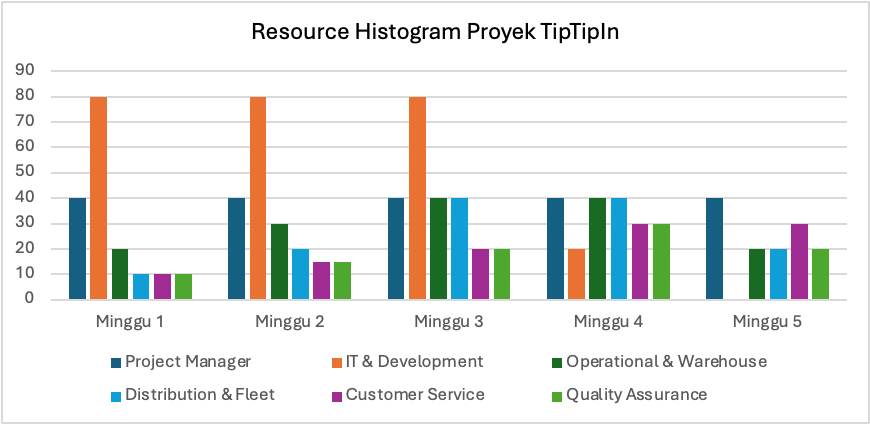 Resource Histogram Proyek TipTipIn
90
80
70
60
50
40
30
20
10
0
Minggu 1 Minggu 2 Minggu 3 Minggu 4 Minggu 5
Project Manager IT & Development Operational & Warehouse
Distribution & Fleet Customer Service Quality Assurance